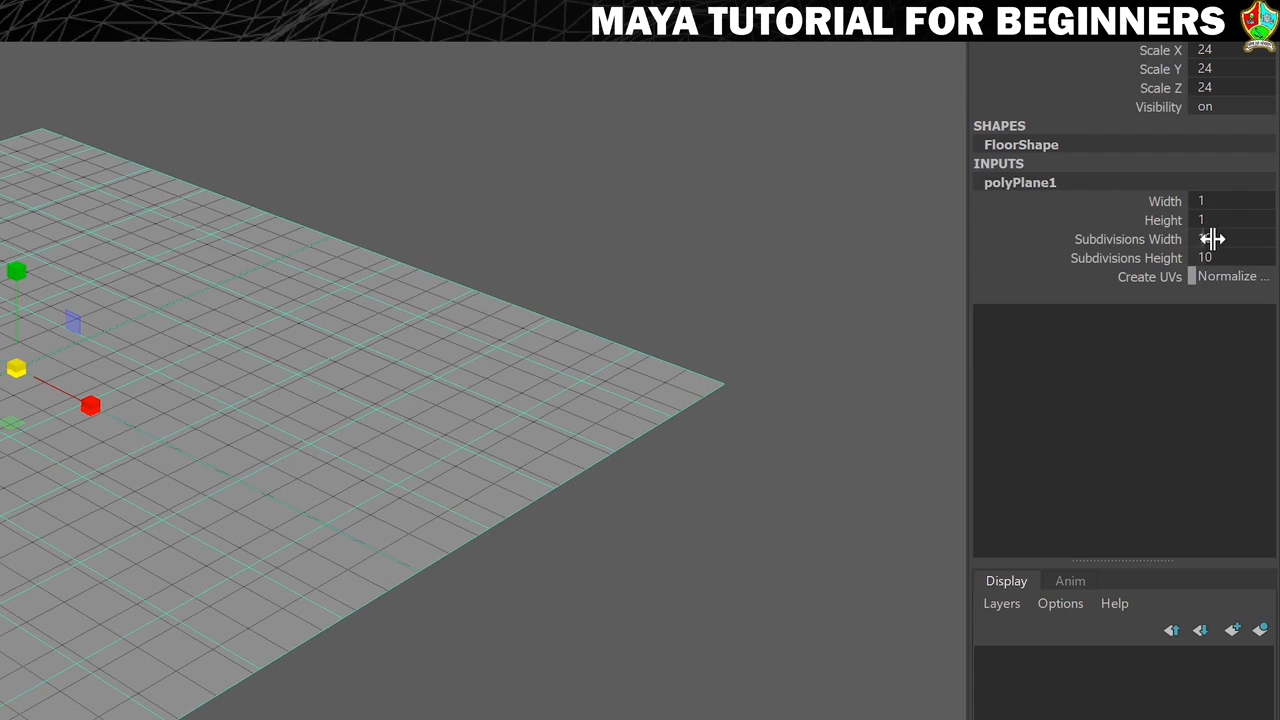 MAYA TUTORIAL FOR BEGINNERS
Scale X 24
Scale Y 24
Scale Z 24
Visibility on
SHAPES
FloorShape
INPUTS
polyPlane1
Width 1
Height 1
Subdivisions Width
Subdivisions Height 10
Create UVs Normalize ...
Display Anim
Layers Options Help